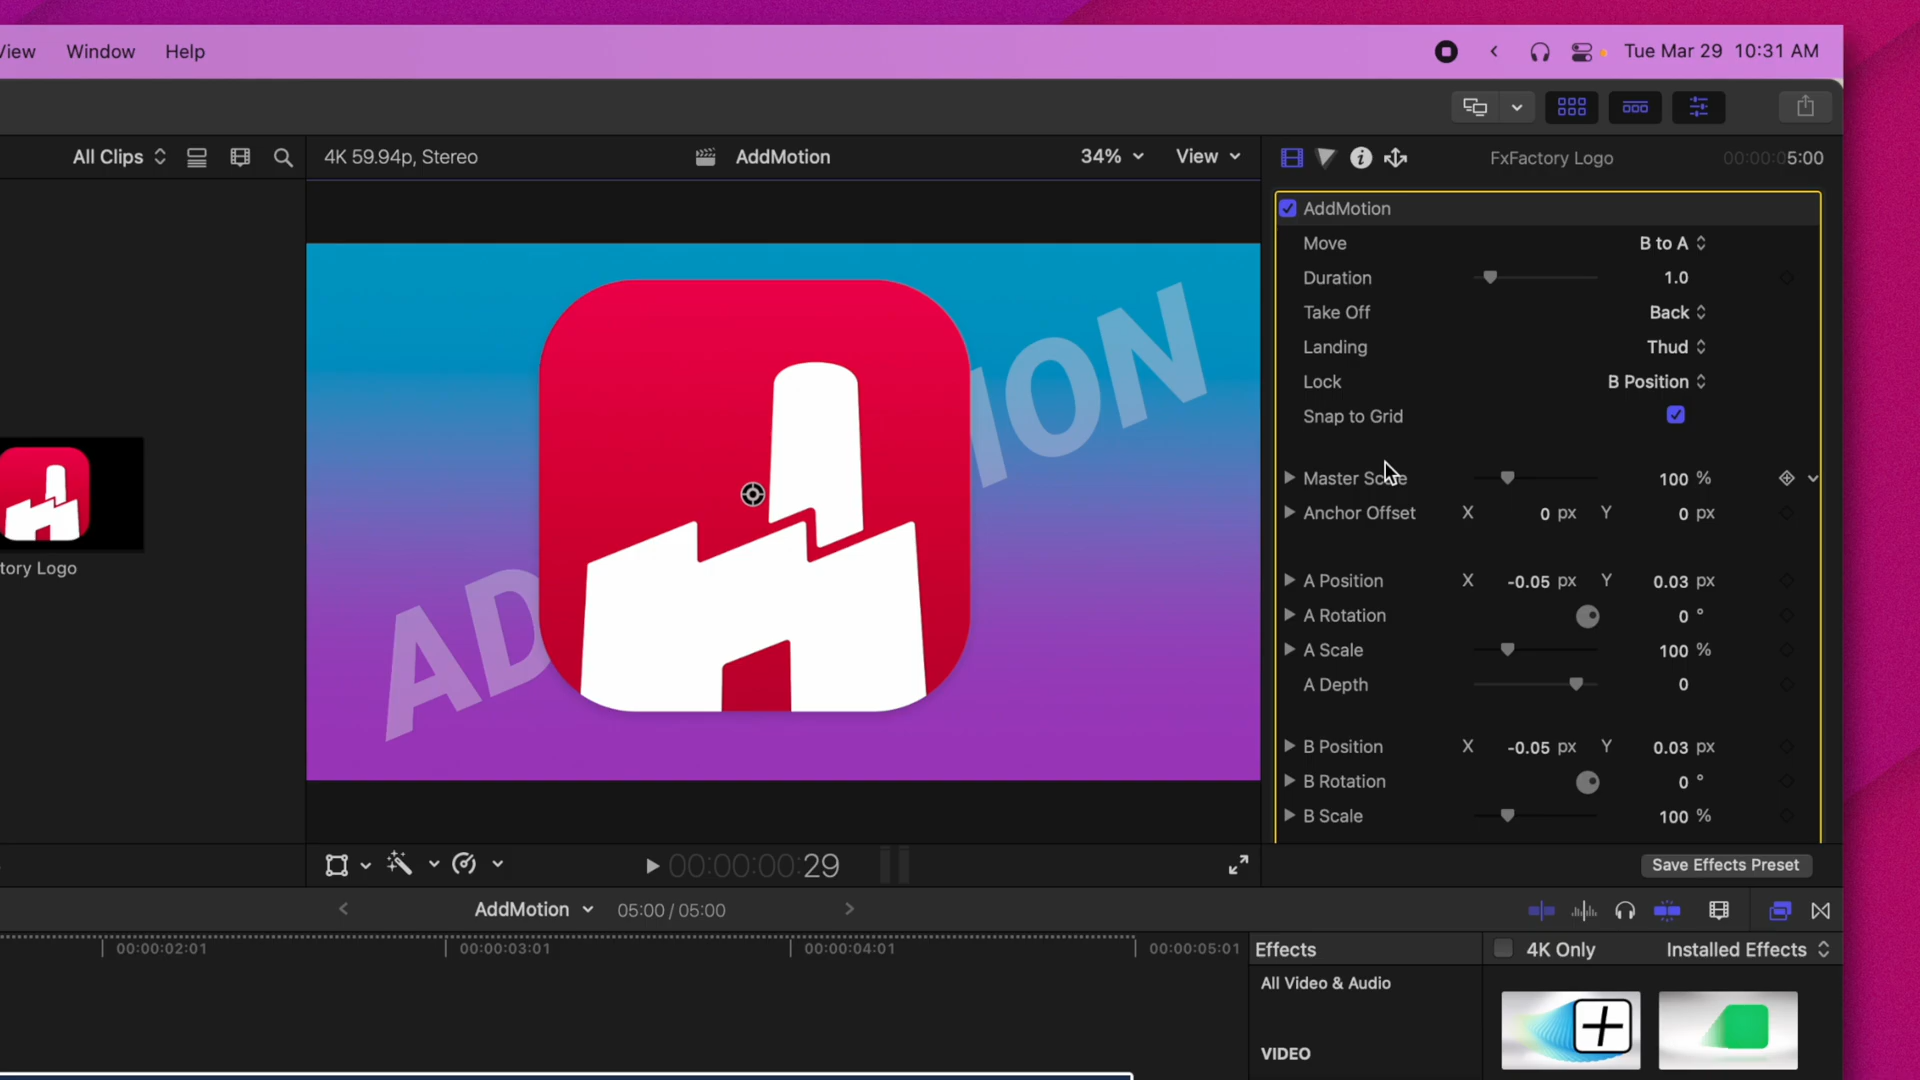 View Window Help Tue Mar 29 10:31 AM
All Clips 4K 59.94p, Stereo AddMotion 34% View FxFactory Logo 00:00:05:00
AddMotion
Move B to A
Duration 1.0
Take Off Back
Landing Thud
Lock B Position
Snap to Grid
Master Scale 100 %
Anchor Offset X 0 px Y 0 px
A Position X -0.05 px Y 0.03 px
A Rotation 0 °
A Scale 100 %
A Depth 0
B Position X -0.05 px Y 0.03 px
B Rotation 0 °
B Scale 100 %
ION
AD
tory Logo
00:00:00:29 Save Effects Preset
AddMotion 05:00 / 05:00
00:00:02:01 00:00:03:01 00:00:04:01 00:00:05:01
Effects 4K Only Installed Effects
All Video & Audio
VIDEO